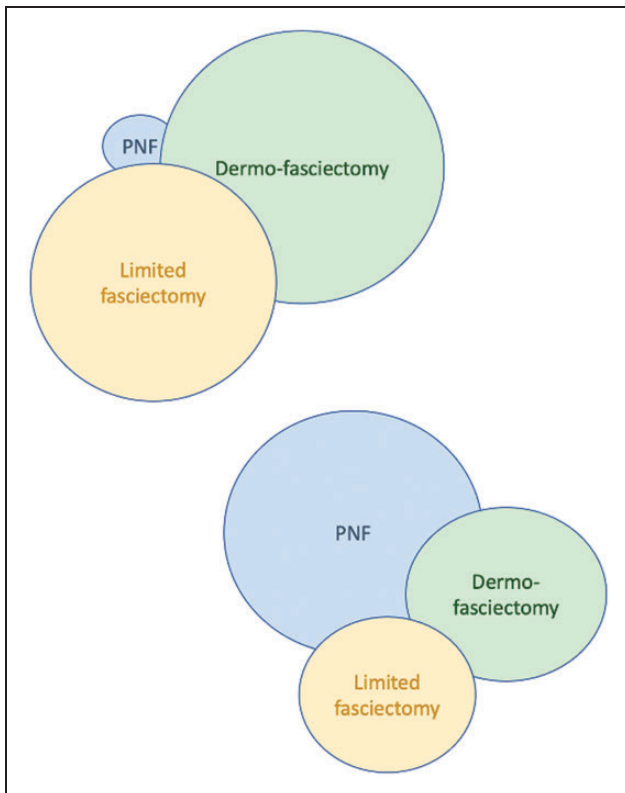 PNF
Dermo-fasciectomy
Limited
fasciectomy
PNF
Dermo-
fasciectomy
Limited
fasciectomy